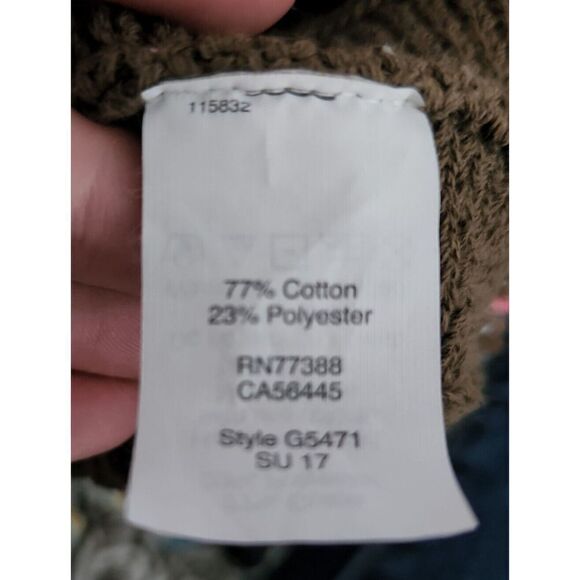 115832
77% Cotton
23% Polyester
RN77388
CA56445
Style G5471
SU 17